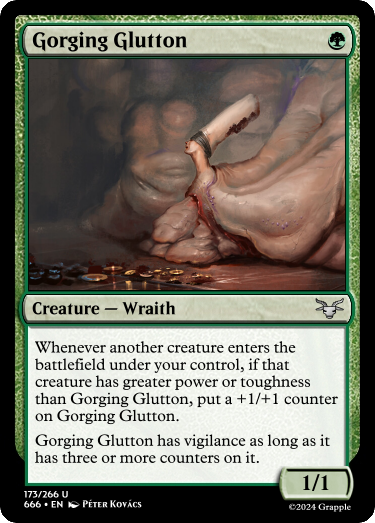 Gorging Glutton
Creature — Wraith
Whenever another creature enters the
battlefield under your control, if that
creature has greater power or toughness
than Gorging Glutton, put a +1/+1 counter
on Gorging Glutton.
Gorging Glutton has vigilance as long as it
has three or more counters on it.
1/1
173/266 U
666 • EN Péter Kovács
©2024 Grapple